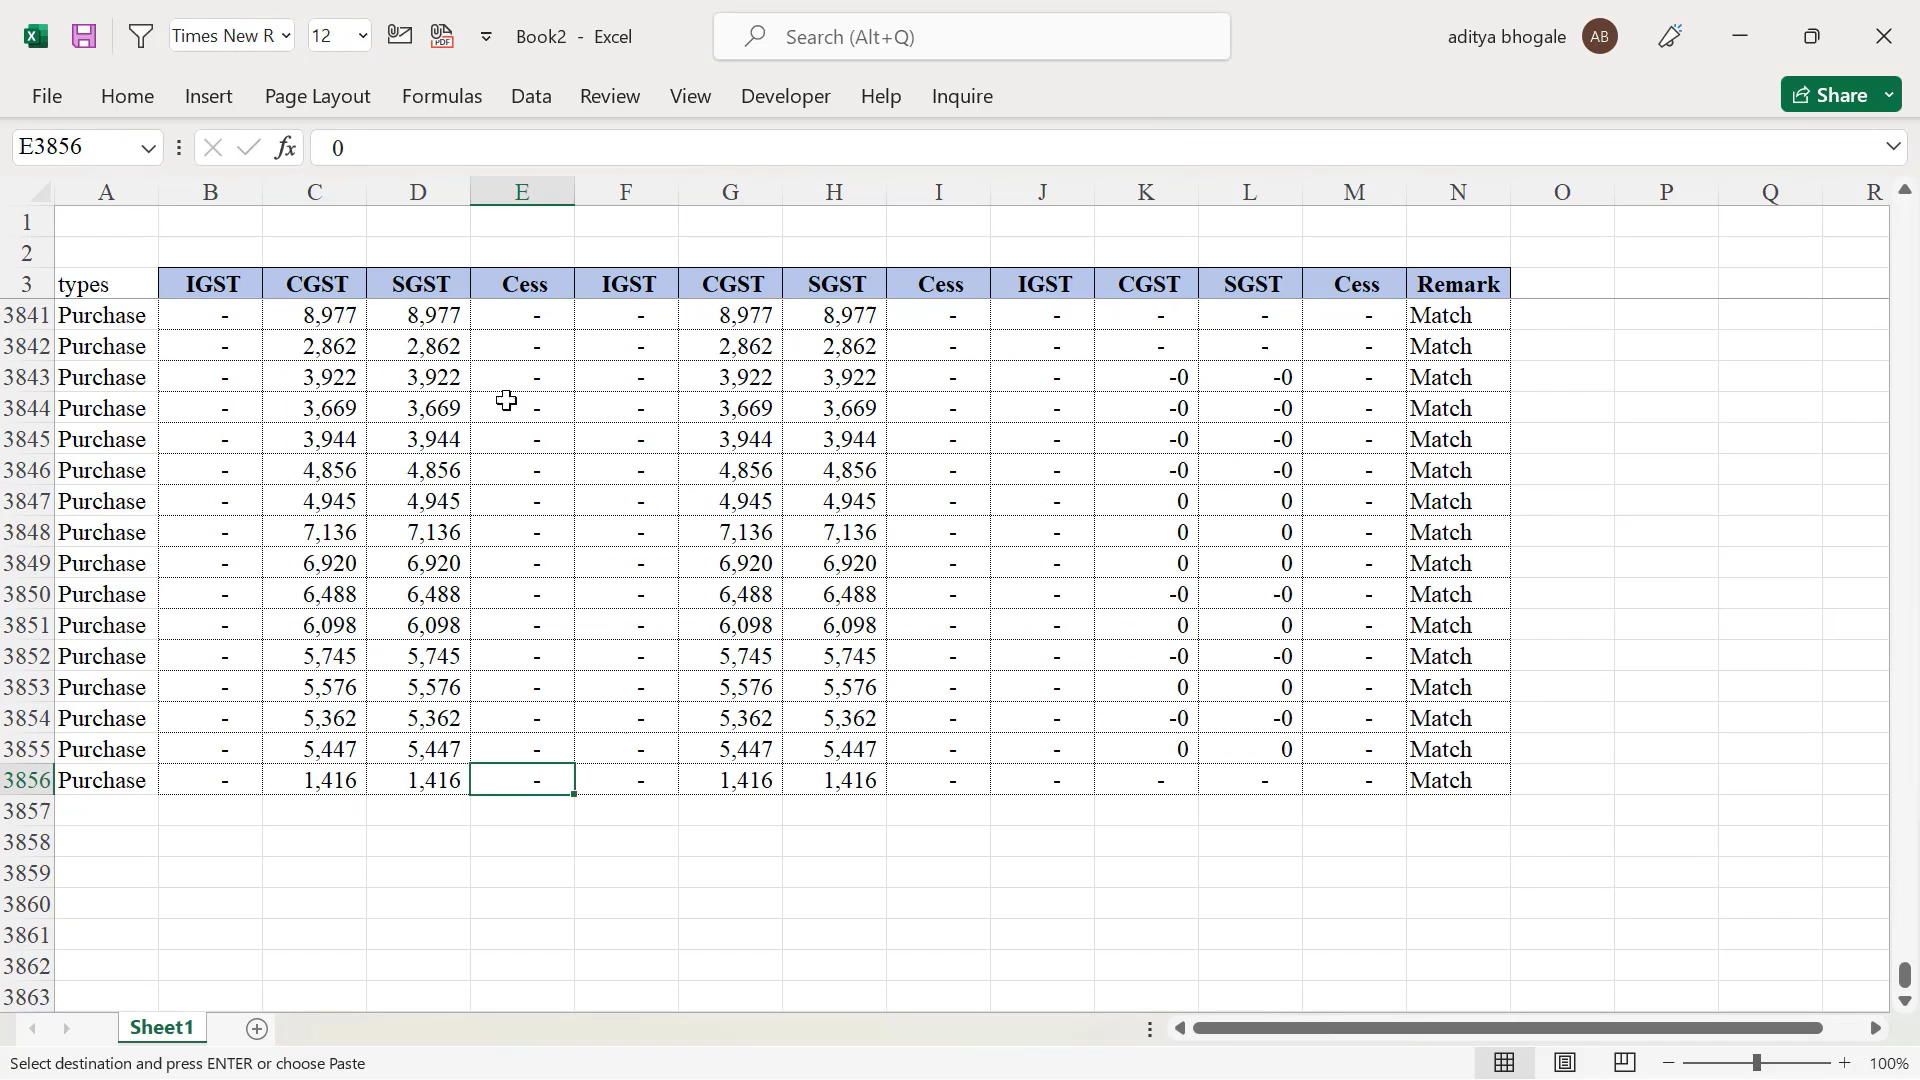 Times New R 12 PDF Book2 - Excel Search (Alt+Q) aditya bhogale AB
File Home Insert Page Layout Formulas Data Review View Developer Help Inquire Share
E3856 fx 0
A B C D E F G H I J K L M N O P Q R
1
2
3 types IGST CGST SGST Cess IGST CGST SGST Cess IGST CGST SGST Cess Remark
3841 Purchase - 8,977 8,977 - - 8,977 8,977 - - - - - Match
3842 Purchase - 2,862 2,862 - - 2,862 2,862 - - - - - Match
3843 Purchase - 3,922 3,922 - - 3,922 3,922 - - -0 -0 - Match
3844 Purchase - 3,669 3,669 - - 3,669 3,669 - - -0 -0 - Match
3845 Purchase - 3,944 3,944 - - 3,944 3,944 - - -0 -0 - Match
3846 Purchase - 4,856 4,856 - - 4,856 4,856 - - -0 -0 - Match
3847 Purchase - 4,945 4,945 - - 4,945 4,945 - - 0 0 - Match
3848 Purchase - 7,136 7,136 - - 7,136 7,136 - - 0 0 - Match
3849 Purchase - 6,920 6,920 - - 6,920 6,920 - - 0 0 - Match
3850 Purchase - 6,488 6,488 - - 6,488 6,488 - - -0 -0 - Match
3851 Purchase - 6,098 6,098 - - 6,098 6,098 - - 0 0 - Match
3852 Purchase - 5,745 5,745 - - 5,745 5,745 - - -0 -0 - Match
3853 Purchase - 5,576 5,576 - - 5,576 5,576 - - 0 0 - Match
3854 Purchase - 5,362 5,362 - - 5,362 5,362 - - -0 -0 - Match
3855 Purchase - 5,447 5,447 - - 5,447 5,447 - - 0 0 - Match
3856 Purchase - 1,416 1,416 - - 1,416 1,416 - - - - - Match
3857
3858
3859
3860
3861
3862
3863
Sheet1
Select destination and press ENTER or choose Paste 100%